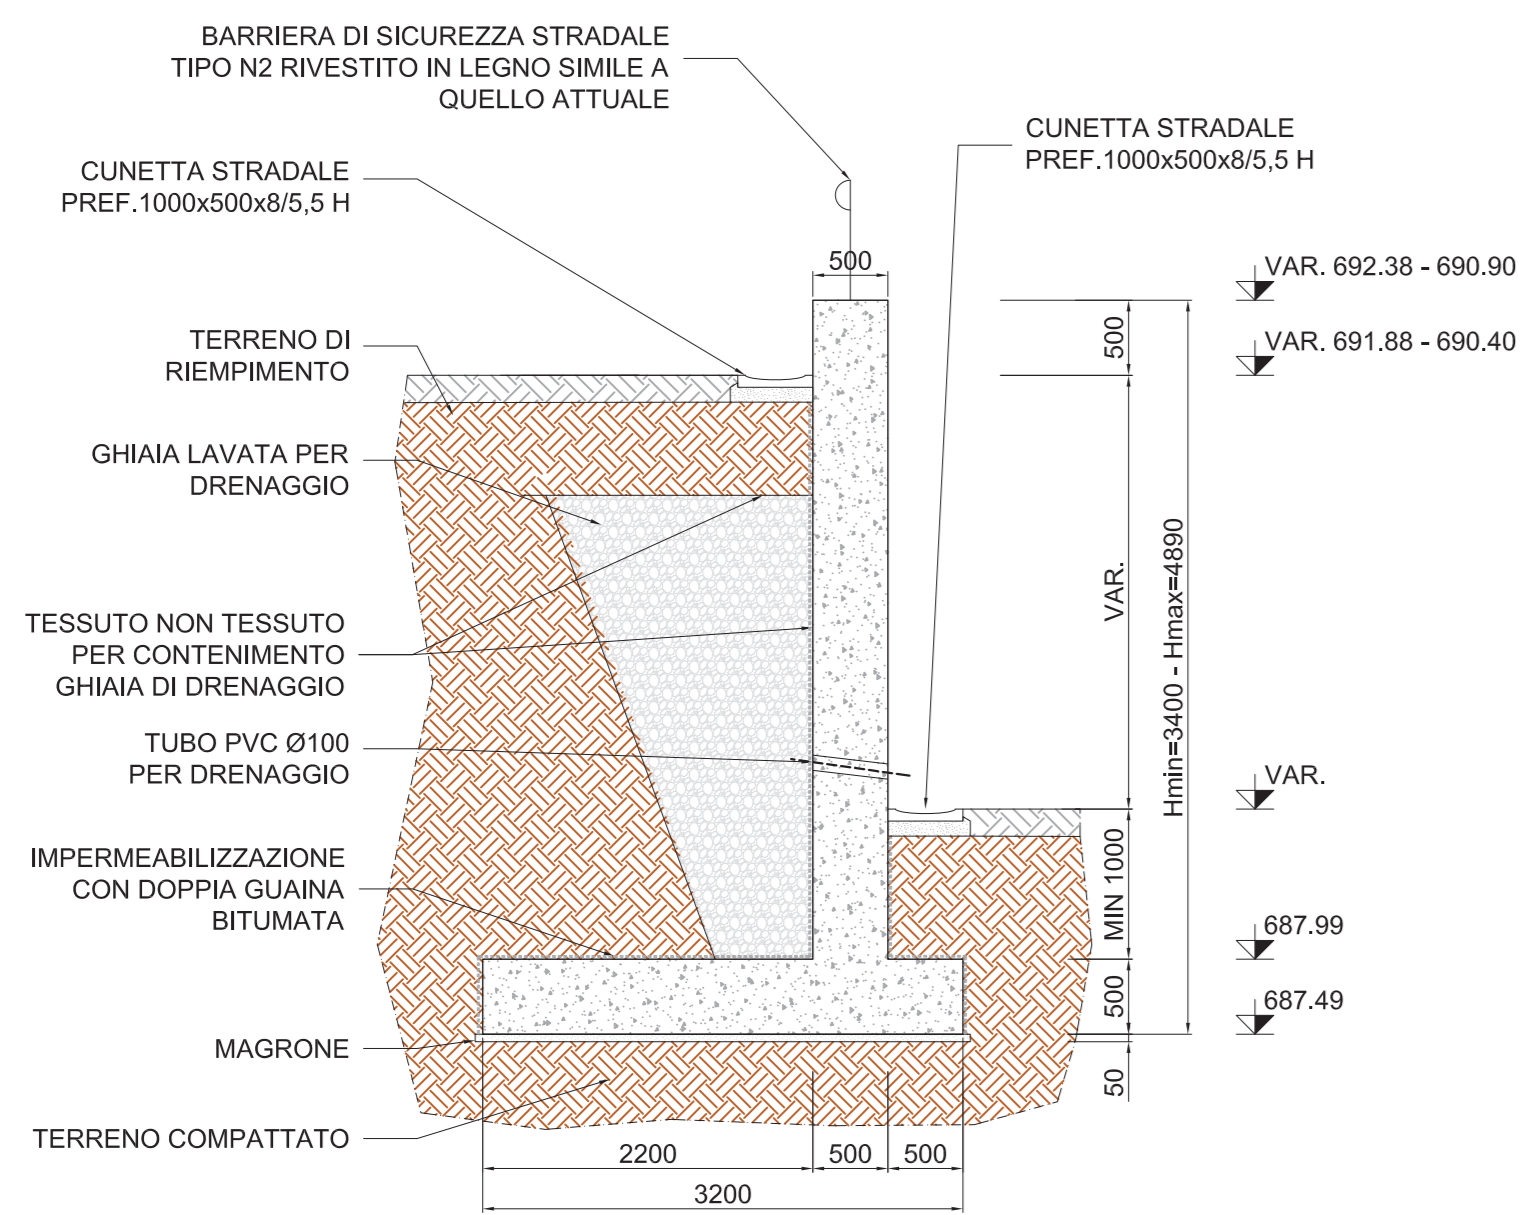 BARRIERA DI SICUREZZA STRADALE
TIPO N2 RIVESTITO IN LEGNO SIMILE A
QUELLO ATTUALE
CUNETTA STRADALE
PREF.1000x500x8/5,5 H
CUNETTA STRADALE
PREF.1000x500x8/5,5 H
TERRENO DI
RIEMPIMENTO
GHIAIA LAVATA PER
DRENAGGIO
TESSUTO NON TESSUTO
PER CONTENIMENTO
GHIAIA DI DRENAGGIO
TUBO PVC Ø100
PER DRENAGGIO
IMPERMEABILIZZAZIONE
CON DOPPIA GUAINA
BITUMATA
MAGRONE
TERRENO COMPATTATO
500
500
VAR.
MIN 1000
500
50
Hmin=3400 - Hmax=4890
VAR. 692.38 - 690.90
VAR. 691.88 - 690.40
VAR.
687.99
687.49
2200
500
500
3200